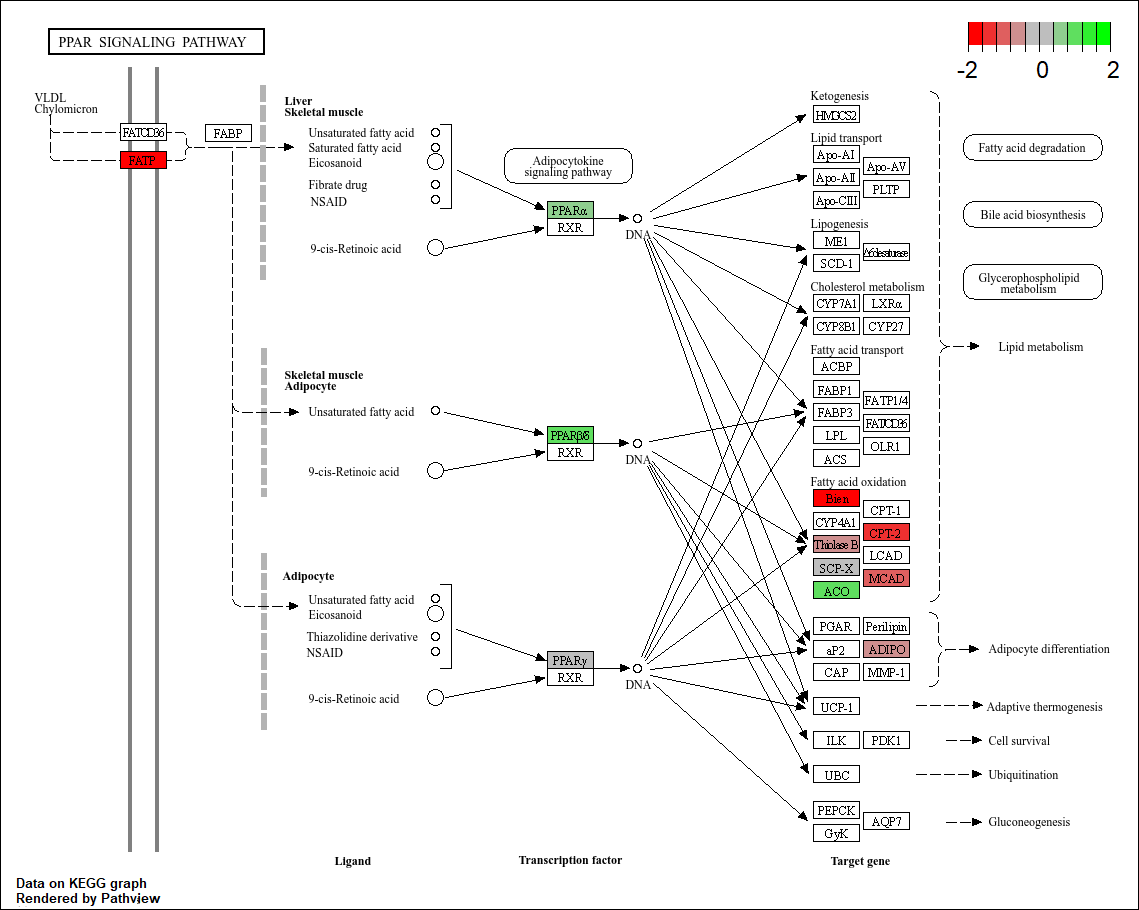 PPAR SIGNALING PATHWAY
-2 0 2
VLDL
Chylomicron
FATCD36
FATP
FABP
Liver
Skeletal muscle
Unsaturated fatty acid
Saturated fatty acid
Eicosanoid
Fibrate drug
NSAID
9-cis-Retinoic acid
Adipocytokine
signaling pathway
PPARα
RXR
DNA
Skeletal muscle
Adipocyte
Unsaturated fatty acid
9-cis-Retinoic acid
PPARβ/δ
RXR
DNA
Adipocyte
Unsaturated fatty acid
Eicosanoid
Thiazolidine derivative
NSAID
9-cis-Retinoic acid
PPARγ
RXR
DNA
Ketogenesis
HMGCS2
Lipid transport
Apo-AI
Apo-AII
Apo-CIII
Apo-AV
PLTP
Lipogenesis
ME1
SCD-1
Cholesterol metabolism
CYP7A1
LXRα
CYP8B1
CYP27
Fatty acid transport
ACBP
FABP1
FABP3
LPL
ACS
FATP1/4
FATCD36
OLR1
Fatty acid oxidation
Bien
CYP4A1
Thiolase B
SCP-X
ACO
CPT-1
CPT-2
LCAD
MCAD
PGAR
Perilipin
aP2
ADIPO
CAP
MMP-1
UCP-1
ILK
PDK1
UBC
PEPCK
GyK
AQP7
Fatty acid degradation
Bile acid biosynthesis
Glycerophospholipid
metabolism
Lipid metabolism
Adipocyte differentiation
Adaptive thermogenesis
Cell survival
Ubiquitination
Gluconeogenesis
Ligand
Transcription factor
Target gene
Data on KEGG graph
Rendered by Pathview